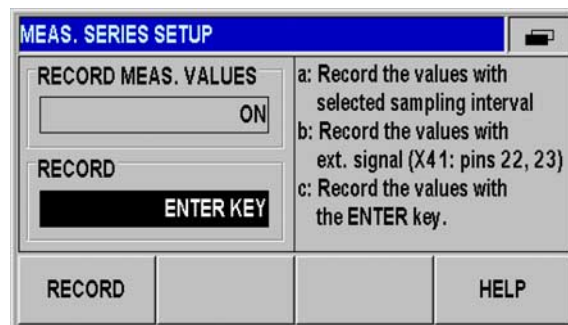 MEAS. SERIES SETUP
RECORD MEAS. VALUES
ON
RECORD
ENTER KEY
a: Record the values with
selected sampling interval
b: Record the values with
ext. signal (X41: pins 22, 23)
c: Record the values with
the ENTER key.
RECORD
HELP